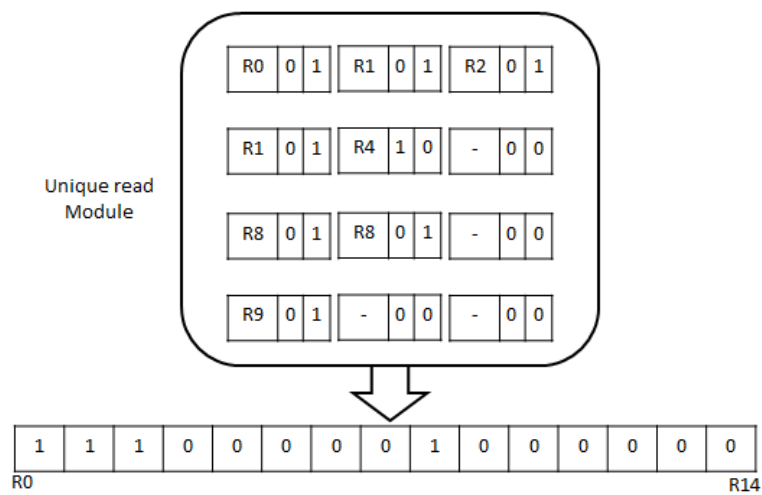 R0 0 1 R1 0 1 R2 0 1
R1 0 1 R4 1 0 - 0 0
Unique read
Module
R8 0 1 R8 0 1 - 0 0
R9 0 1 - 0 0 - 0 0
1 1 1 0 0 0 0 0 1 0 0 0 0 0 0
R0 R14